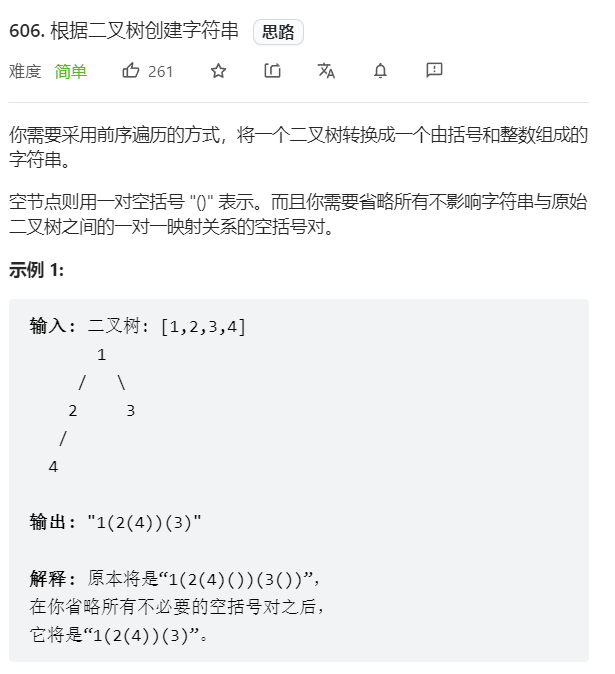 606. 根据二叉树创建字符串 思路
难度 简单 261
你需要采用前序遍历的方式，将一个二叉树转换成一个由括号和整数组成的
字符串。
空节点则用一对空括号 "()" 表示。而且你需要省略所有不影响字符串与原始
二叉树之间的一对一映射关系的空括号对。
示例 1:
输入: 二叉树: [1,2,3,4]
1
/ \
2 3
/
4
输出: "1(2(4))(3)"
解释: 原本将是“1(2(4)())(3())”，
在你省略所有不必要的空括号对之后，
它将是“1(2(4))(3)”。